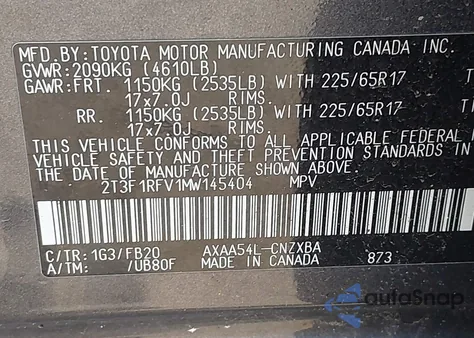 MFD.BY:TOYOTA MOTOR MANUFACTURING CANADA INC.
GVWR:2090KG (4610LB)
GAWR:FRT. 1150KG (2535LB) WITH 225/65R17
17x7.0J RIMS.
RR. 1150KG (2535LB) WITH 225/65R17
17x7.0J RIMS.
THIS VEHICLE CONFORMS TO ALL APPLICABLE FEDERAL
VEHICLE SAFETY AND THEFT PREVENTION STANDARDS
THE DATE OF MANUFACTURE SHOWN ABOVE.
2T3F1RFV1MW145404 MPV
C/TR:1G3/FB20 AXAA54L-CNZXBA
A/TM: /UB80F MADE IN CANADA 873
autoSnap